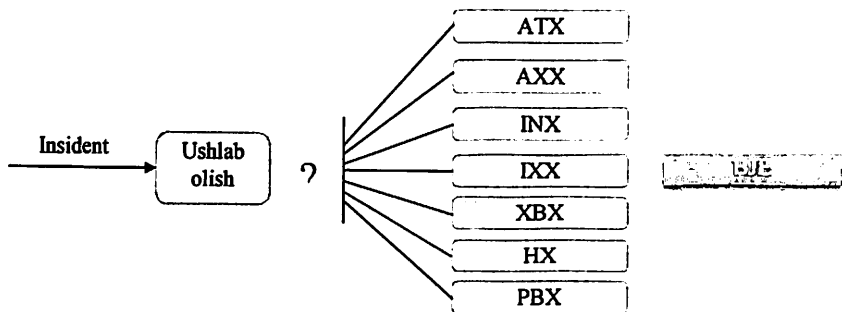 ATX
AXX
INX
Insident
Ushlab
olish
?
IXX
XBX
HX
PBX